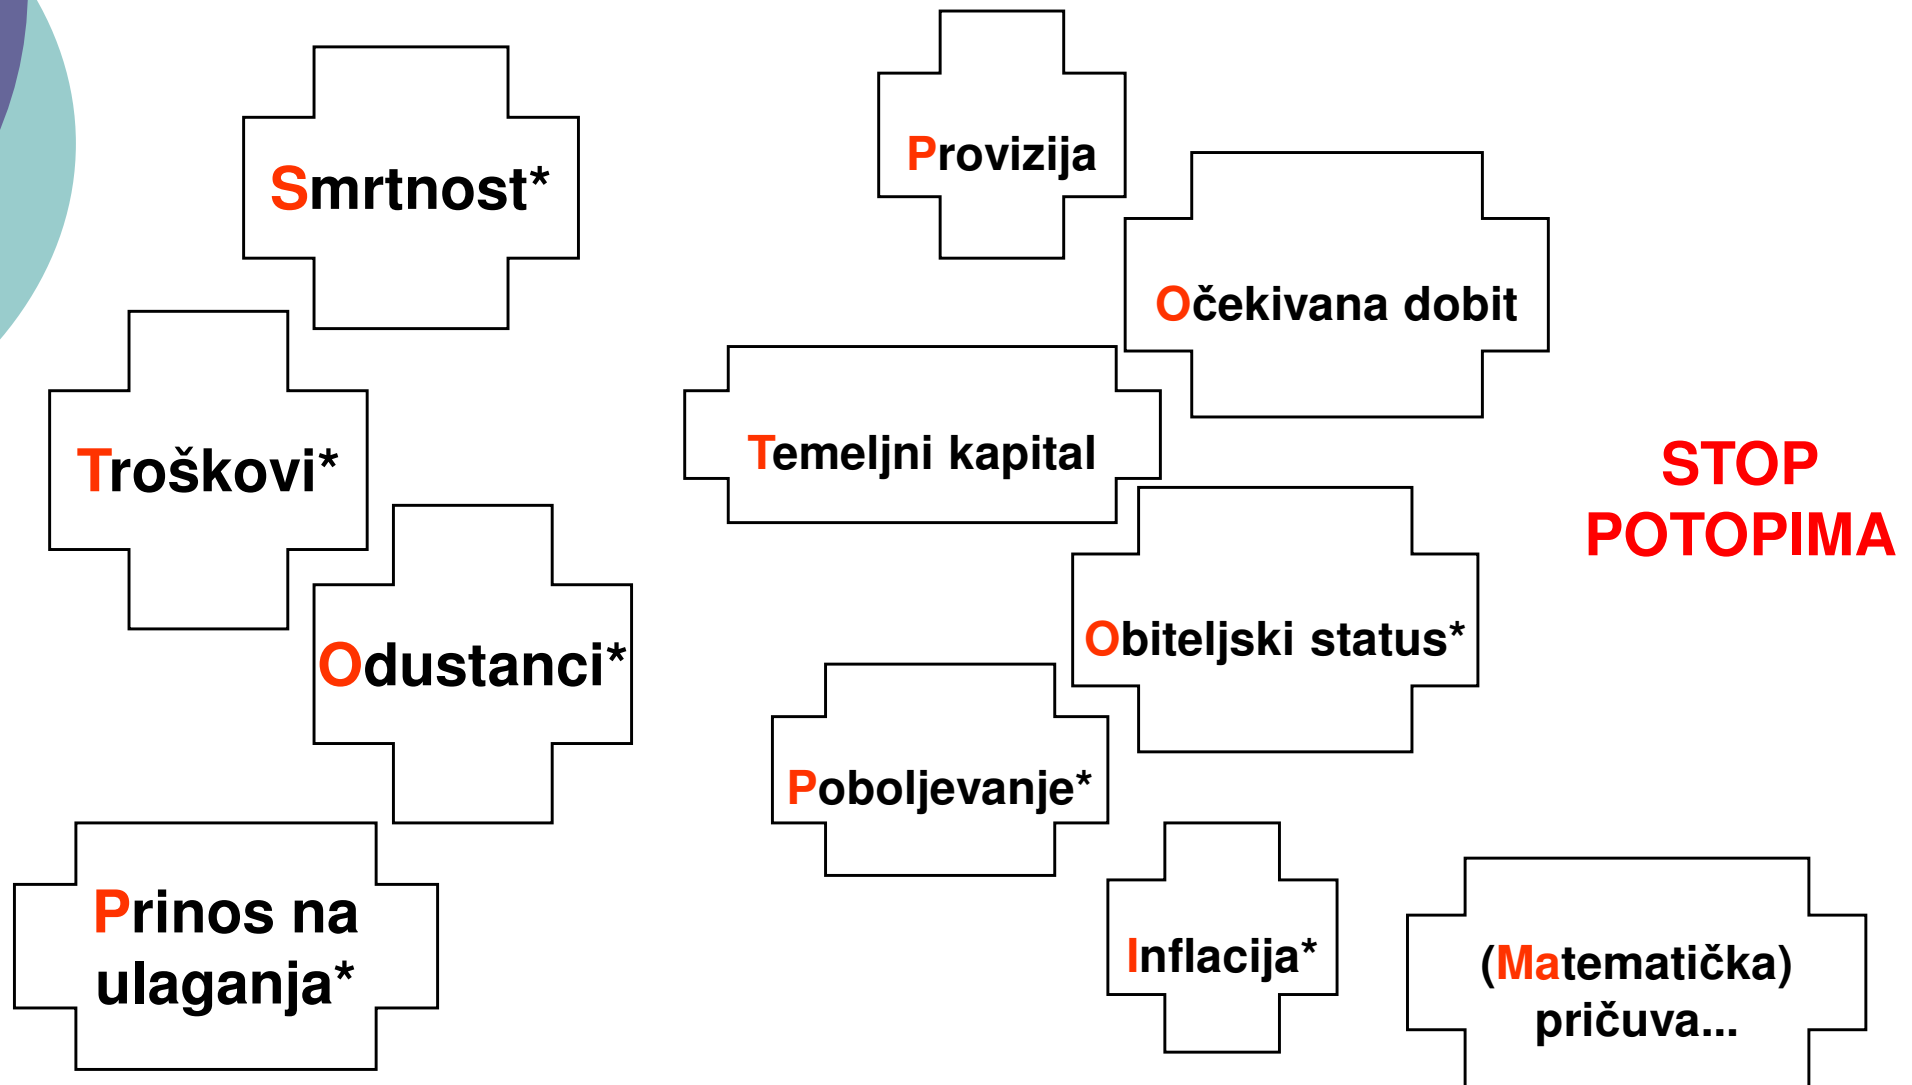 Smrtnost*
Troškovi*
Odustanci*
Prinos na
ulaganja*
Provizija
Očekivana dobit
Temeljni kapital
Obiteljski status*
Poboljevanje*
Inflacija*
(Matematička)
pričuva...
STOP
POTOPIMA